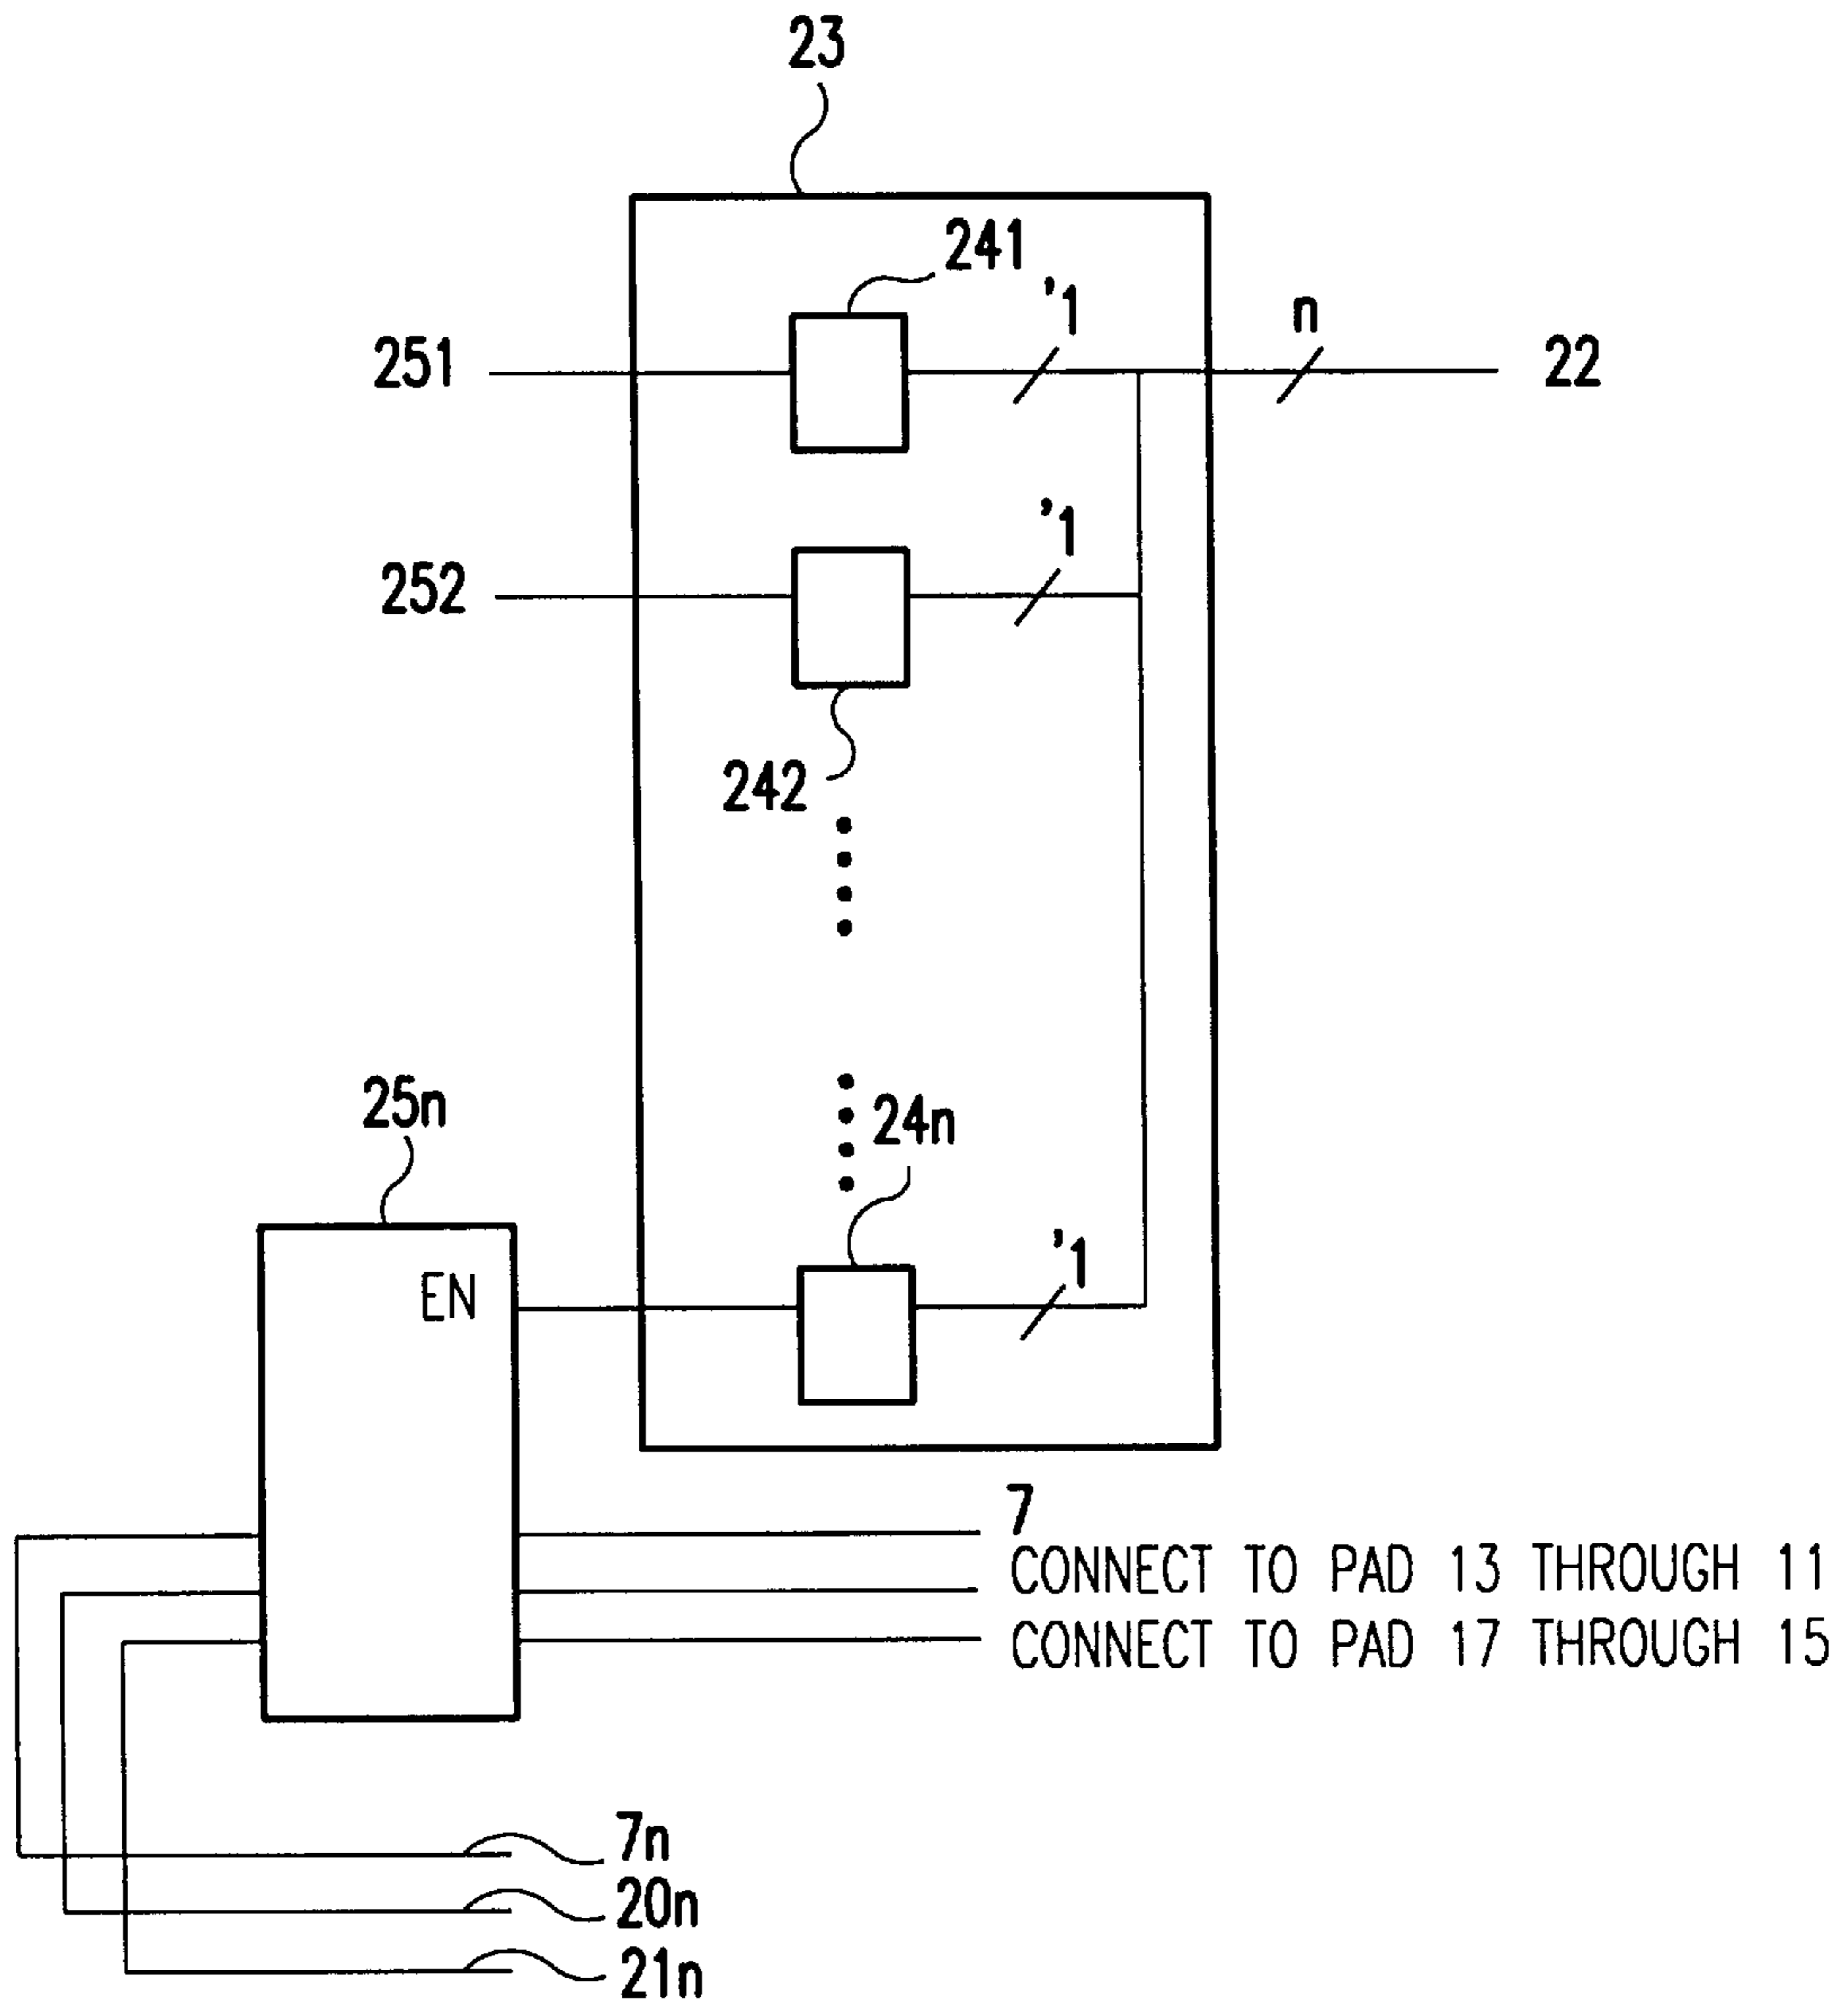 23
241
'1
n
251
22
'1
252
242
25n
24n
'1
EN
7
CONNECT TO PAD 13 THROUGH 11
CONNECT TO PAD 17 THROUGH 15
7n
20n
21n